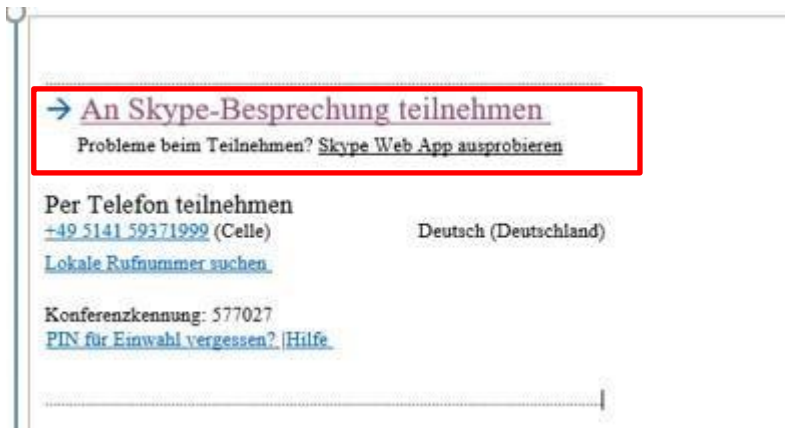 → An Skype-Besprechung teilnehmen
Probleme beim Teilnehmen? Skype Web App ausprobieren
Per Telefon teilnehmen
+49 5141 59371999 (Celle) Deutsch (Deutschland)
Lokale Rufnummer suchen
Konferenzkennung: 577027
PIN für Einwahl vergessen? |Hilfe